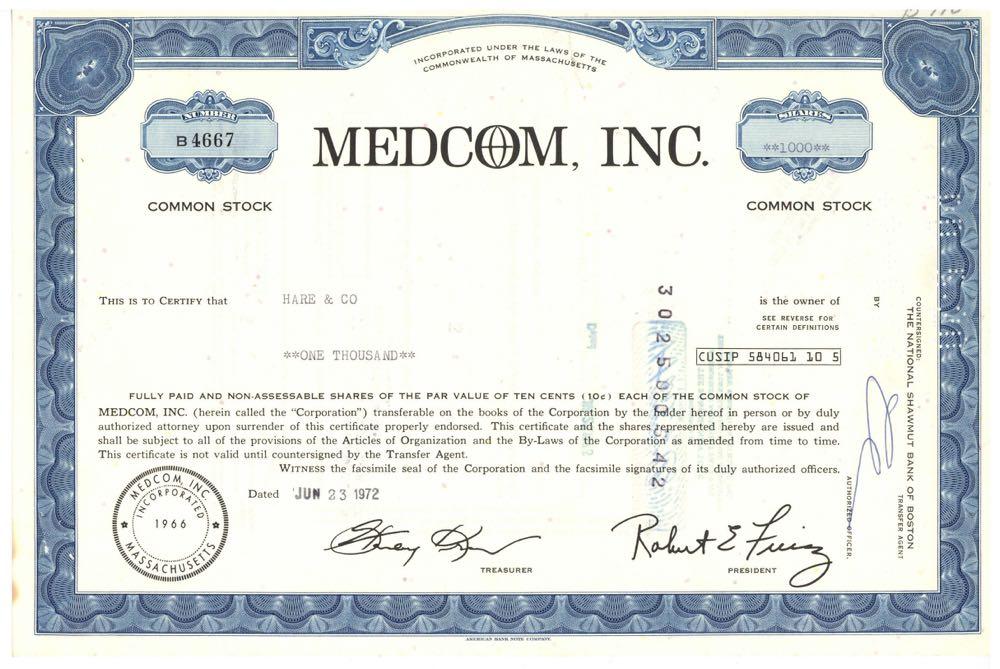 INCORPORATED UNDER THE LAWS OF THE
COMMONWEALTH OF MASSACHUSETTS
NUMBER
B 4667
COMMON STOCK
MEDCOM, INC.
SHARES
**1000**
COMMON STOCK
THIS IS TO CERTIFY that HARE & CO is the owner of
SEE REVERSE FOR
CERTAIN DEFINITIONS
**ONE THOUSAND**
CUSIP 584061 10 5
FULLY PAID AND NON-ASSESSABLE SHARES OF THE PAR VALUE OF TEN CENTS (10¢) EACH OF THE COMMON STOCK OF
MEDCOM, INC. (herein called the "Corporation") transferable on the books of the Corporation by the holder hereof in person or by duly
authorized attorney upon surrender of this certificate properly endorsed. This certificate and the shares represented hereby are issued and
shall be subject to all of the provisions of the Articles of Organization and the By-Laws of the Corporation as amended from time to time.
This certificate is not valid until countersigned by the Transfer Agent.
WITNESS the facsimile seal of the Corporation and the facsimile signatures of its duly authorized officers.
Dated JUN 23 1972
MEDCOM, INC.
INCORPORATED
1966
MASSACHUSETTS
TREASURER
Robert E
PRESIDENT
COUNTERSIGNED:
THE NATIONAL SHAWMUT BANK OF BOSTON
TRANSFER AGENT
BY
AUTHORIZED OFFICER.
AMERICAN BANK NOTE COMPANY.